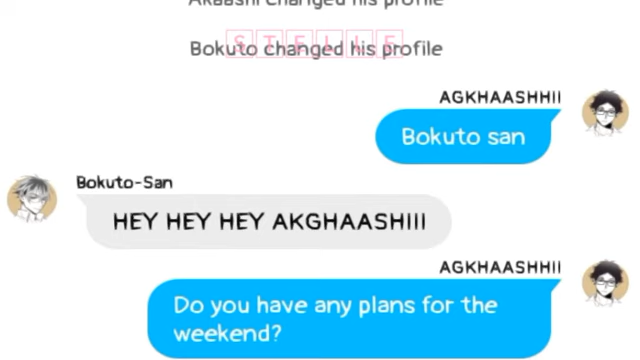 Akaashi Changed his profile
STELLE
Bokuto changed his profile
AGKHAASHHII
Bokuto san
Bokuto-San
HEY HEY HEY AKGHAASHIII
AGKHAASHHII
Do you have any plans for the
weekend?